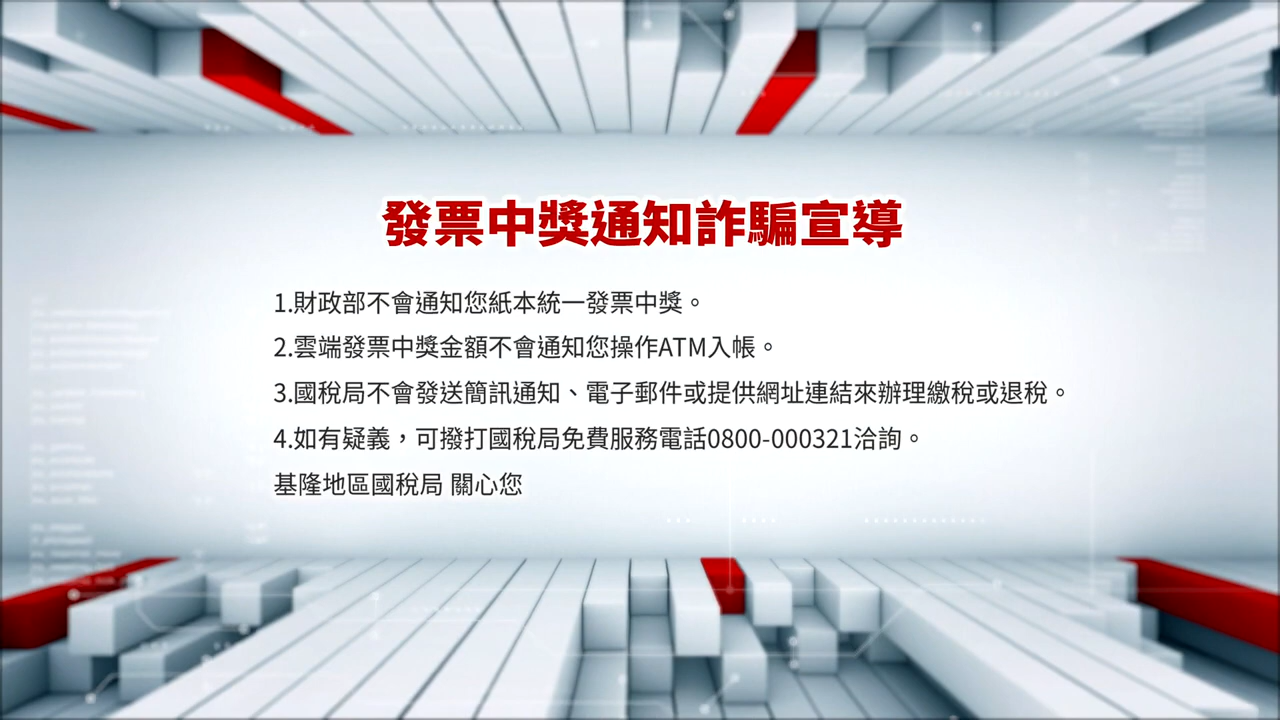 發票中獎通知詐騙宣導
1.財政部不會通知您紙本統一發票中獎。
2.雲端發票中獎金額不會通知您操作ATM入帳。
3.國稅局不會發送簡訊通知、電子郵件或提供網址連結來辦理繳稅或退稅。
4.如有疑義，可撥打國稅局免費服務電話0800-000321洽詢。
基隆地區國稅局 關心您